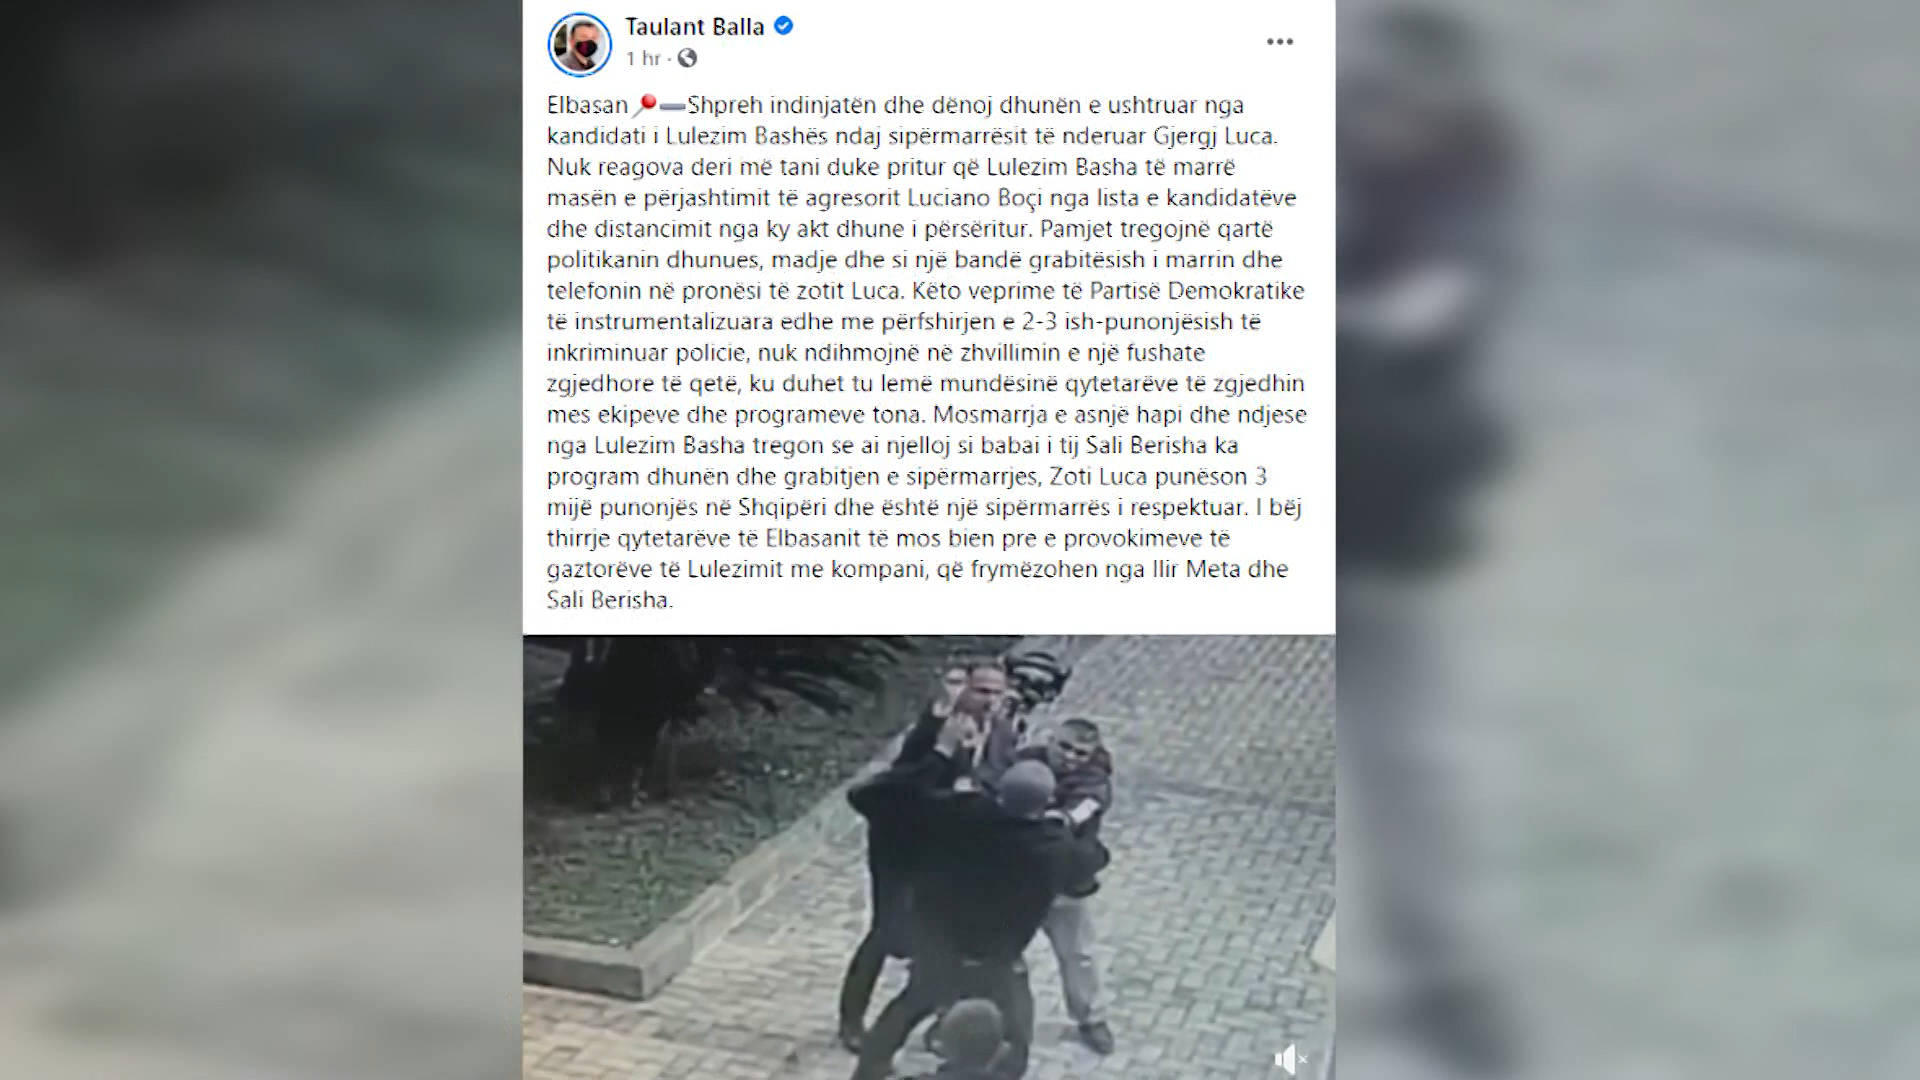 Taulant Balla
1 hr ·
Elbasan📍➖Shpreh indinjatën dhe dënoj dhunën e ushtruar nga
kandidati i Lulezim Bashës ndaj sipërmarrësit të nderuar Gjergj Luca.
Nuk reagova deri më tani duke pritur që Lulezim Basha të marrë
masën e përjashtimit të agresorit Luciano Boçi nga lista e kandidatëve
dhe distancimit nga ky akt dhune i përsëritur. Pamjet tregojnë qartë
politikanin dhunues, madje dhe si një bandë grabitësish i marrin dhe
telefonin në pronësi të zotit Luca. Këto veprime të Partisë Demokratike
të instrumentalizuara edhe me përfshirjen e 2-3 ish-punonjësish të
inkriminuar policie, nuk ndihmojnë në zhvillimin e një fushate
zgjedhore të qetë, ku duhet tu lemë mundësinë qytetarëve të zgjedhin
mes ekipeve dhe programeve tona. Mosmarrja e asnjë hapi dhe ndjese
nga Lulezim Basha tregon se ai njelloj si babai i tij Sali Berisha ka
program dhunën dhe grabitjen e sipërmarrjes, Zoti Luca punëson 3
mijë punonjës në Shqipëri dhe është një sipërmarrës i respektuar. I bëj
thirrje qytetarëve të Elbasanit të mos bien pre e provokimeve të
gaztorëve të Lulezimit me kompani, që frymëzohen nga Ilir Meta dhe
Sali Berisha.